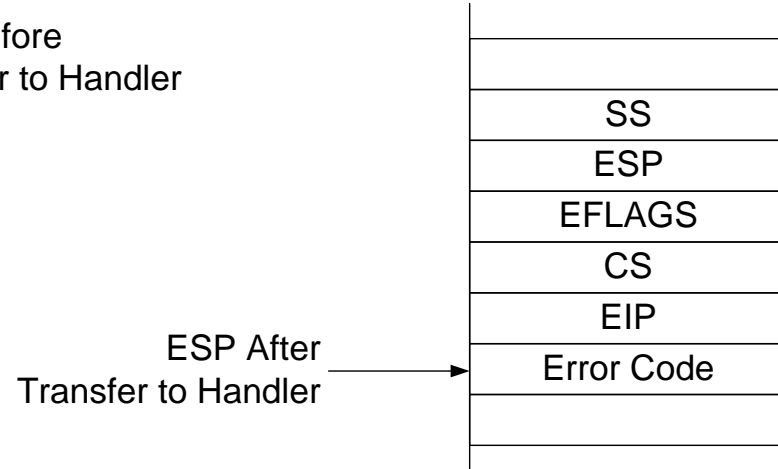 fore
r to Handler
SS
ESP
EFLAGS
CS
EIP
Error Code
ESP After
Transfer to Handler